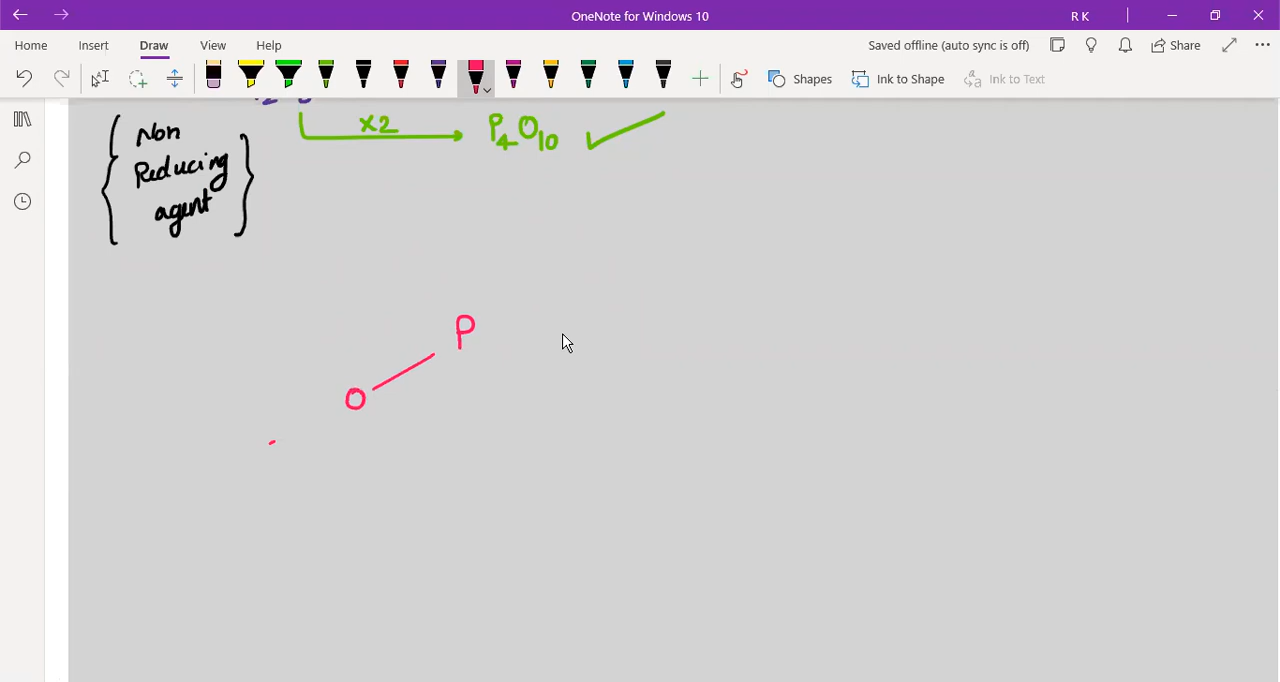 OneNote for Windows 10
R K
Home Insert Draw View Help
Saved offline (auto sync is off)
Share
Shapes
Ink to Shape
Ink to Text
Non
Reducing
agent
x2
P4O10
P
O